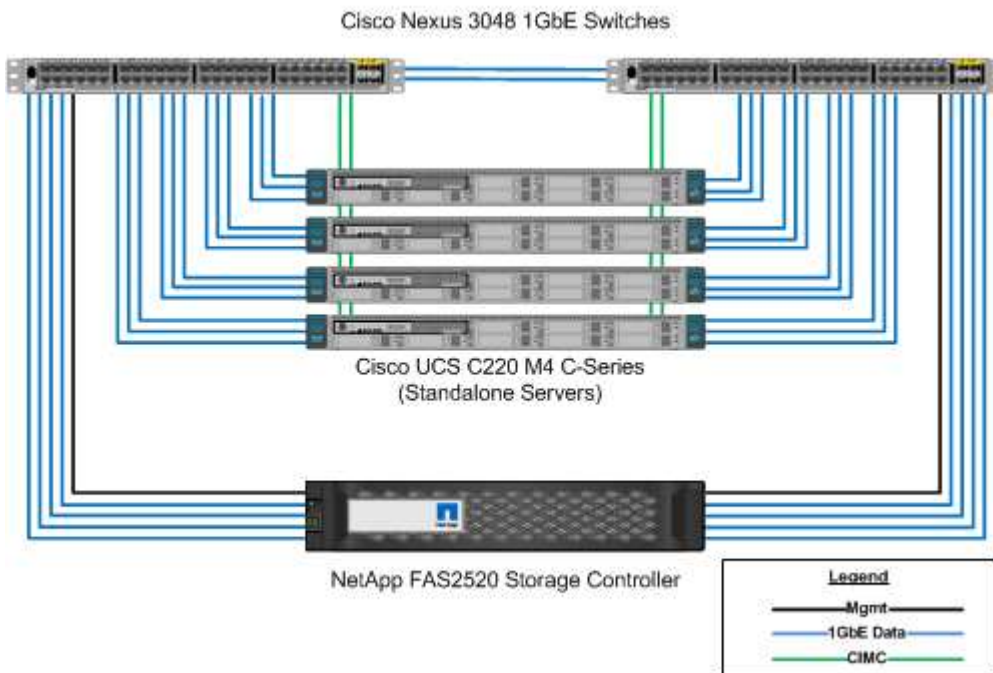 Cisco Nexus 3048 1GbE Switches
Cisco UCS C220 M4 C-Series
(Standalone Servers)
NetApp FAS2520 Storage Controller
Legend
Mgmt
1GbE Data
CIMC